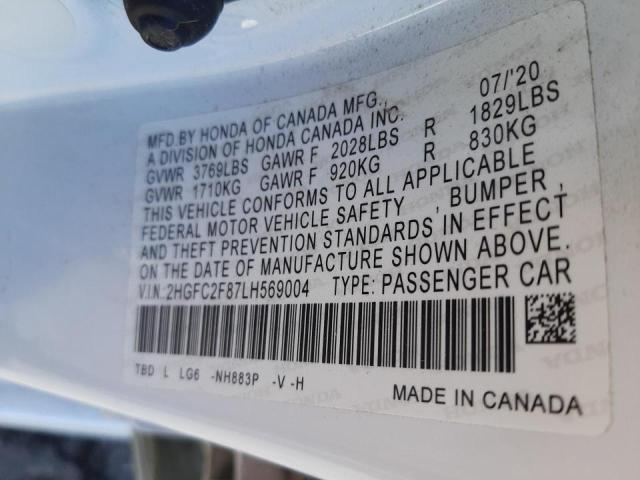 MFD.BY HONDA OF CANADA MFG., 07/'20
A DIVISION OF HONDA CANADA INC.
GVWR 3769LBS GAWR F 2028LBS R 1829LBS
GVWR 1710KG GAWR F 920KG R 830KG
THIS VEHICLE CONFORMS TO ALL APPLICABLE
FEDERAL MOTOR VEHICLE SAFETY , BUMPER ,
AND THEFT PREVENTION STANDARDS IN EFFECT
ON THE DATE OF MANUFACTURE SHOWN ABOVE.
V.I.N:2HGFC2F87LH569004 TYPE: PASSENGER CAR
TBD L LG6 -NH883P -V -H
MADE IN CANADA